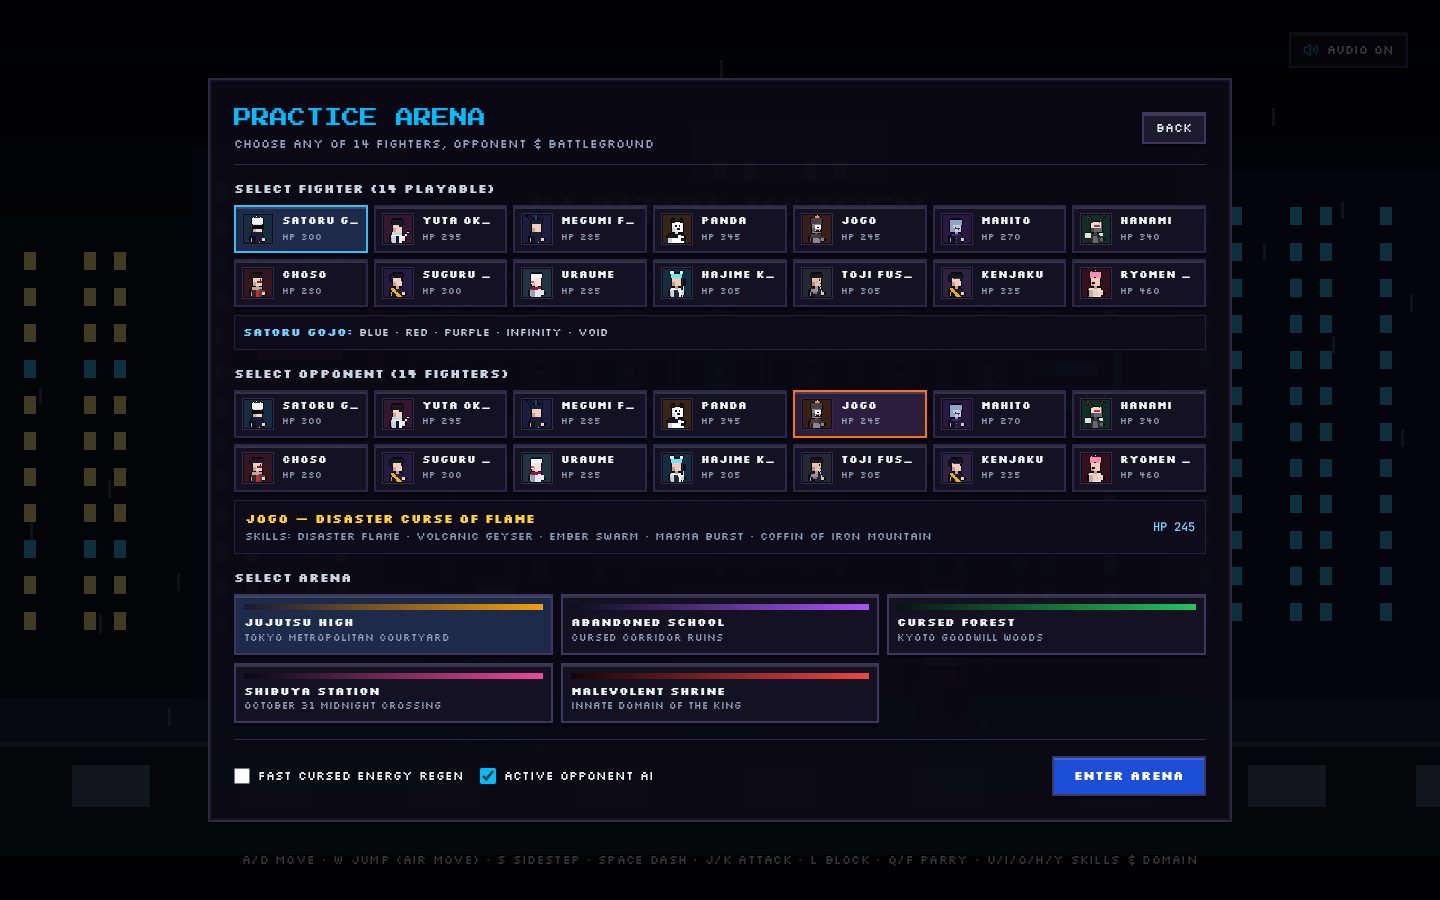 AUDIO ON
PRACTICE ARENA
CHOOSE ANY OF 14 FIGHTERS, OPPONENT & BATTLEGROUND
BACK
SELECT FIGHTER (14 PLAYABLE)
SATORU G…
HP 300
YUTA OK…
HP 295
MEGUMI F…
HP 285
PANDA
HP 345
JOGO
HP 245
MAHITO
HP 270
HANAMI
HP 340
CHOSO
HP 280
SUGURU …
HP 300
URAUME
HP 285
HAJIME K…
HP 305
TOJI FUS…
HP 305
KENJAKU
HP 335
RYOMEN …
HP 460
SATORU GOJO: BLUE · RED · PURPLE · INFINITY · VOID
SELECT OPPONENT (14 FIGHTERS)
SATORU G…
HP 300
YUTA OK…
HP 295
MEGUMI F…
HP 285
PANDA
HP 345
JOGO
HP 245
MAHITO
HP 270
HANAMI
HP 340
CHOSO
HP 280
SUGURU …
HP 300
URAUME
HP 285
HAJIME K…
HP 305
TOJI FUS…
HP 305
KENJAKU
HP 335
RYOMEN …
HP 460
JOGO — DISASTER CURSE OF FLAME
SKILLS: DISASTER FLAME · VOLCANIC GEYSER · EMBER SWARM · MAGMA BURST · COFFIN OF IRON MOUNTAIN
HP 245
SELECT ARENA
JUJUTSU HIGH
TOKYO METROPOLITAN COURTYARD
ABANDONED SCHOOL
CURSED CORRIDOR RUINS
CURSED FOREST
KYOTO GOODWILL WOODS
SHIBUYA STATION
OCTOBER 31 MIDNIGHT CROSSING
MALEVOLENT SHRINE
INNATE DOMAIN OF THE KING
FAST CURSED ENERGY REGEN
ACTIVE OPPONENT AI
ENTER ARENA
A/D MOVE · W JUMP (AIR MOVE) · S SIDESTEP · SPACE DASH · J/K ATTACK · L BLOCK · Q/F PARRY · U/I/O/H/Y SKILLS & DOMAIN